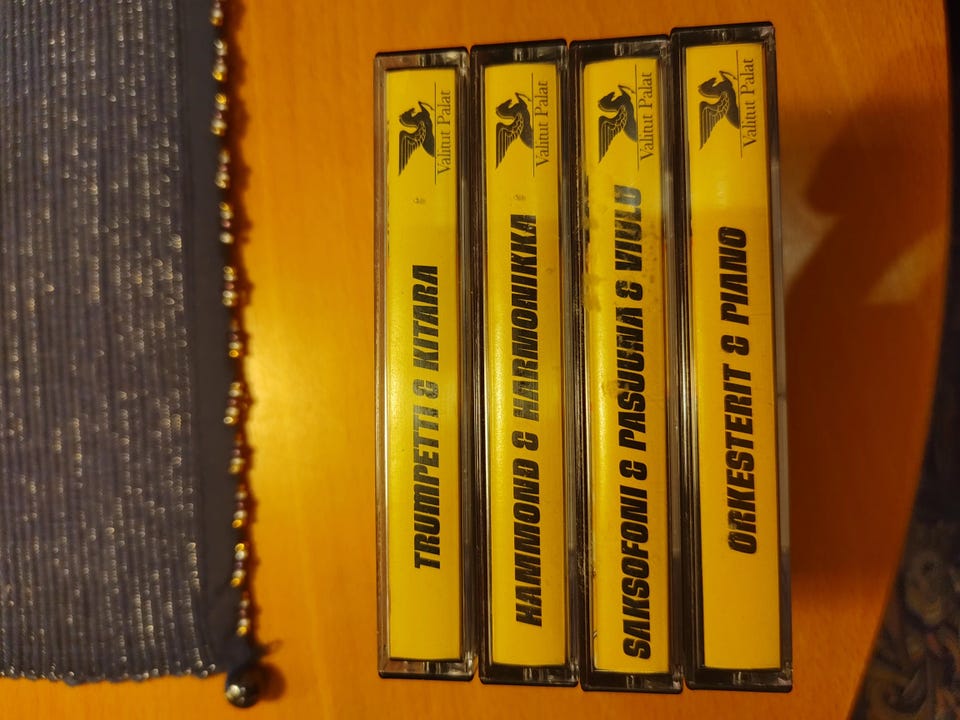 TRUMPETTI & KITARA
Valitut Palat
HAMMOND & HARMONIKKA
Valitut Palat
SAKSOFONI & PASUUNA & VIULU
Valitut Palat
ORKESTERIT & PIANO
Valitut Palat